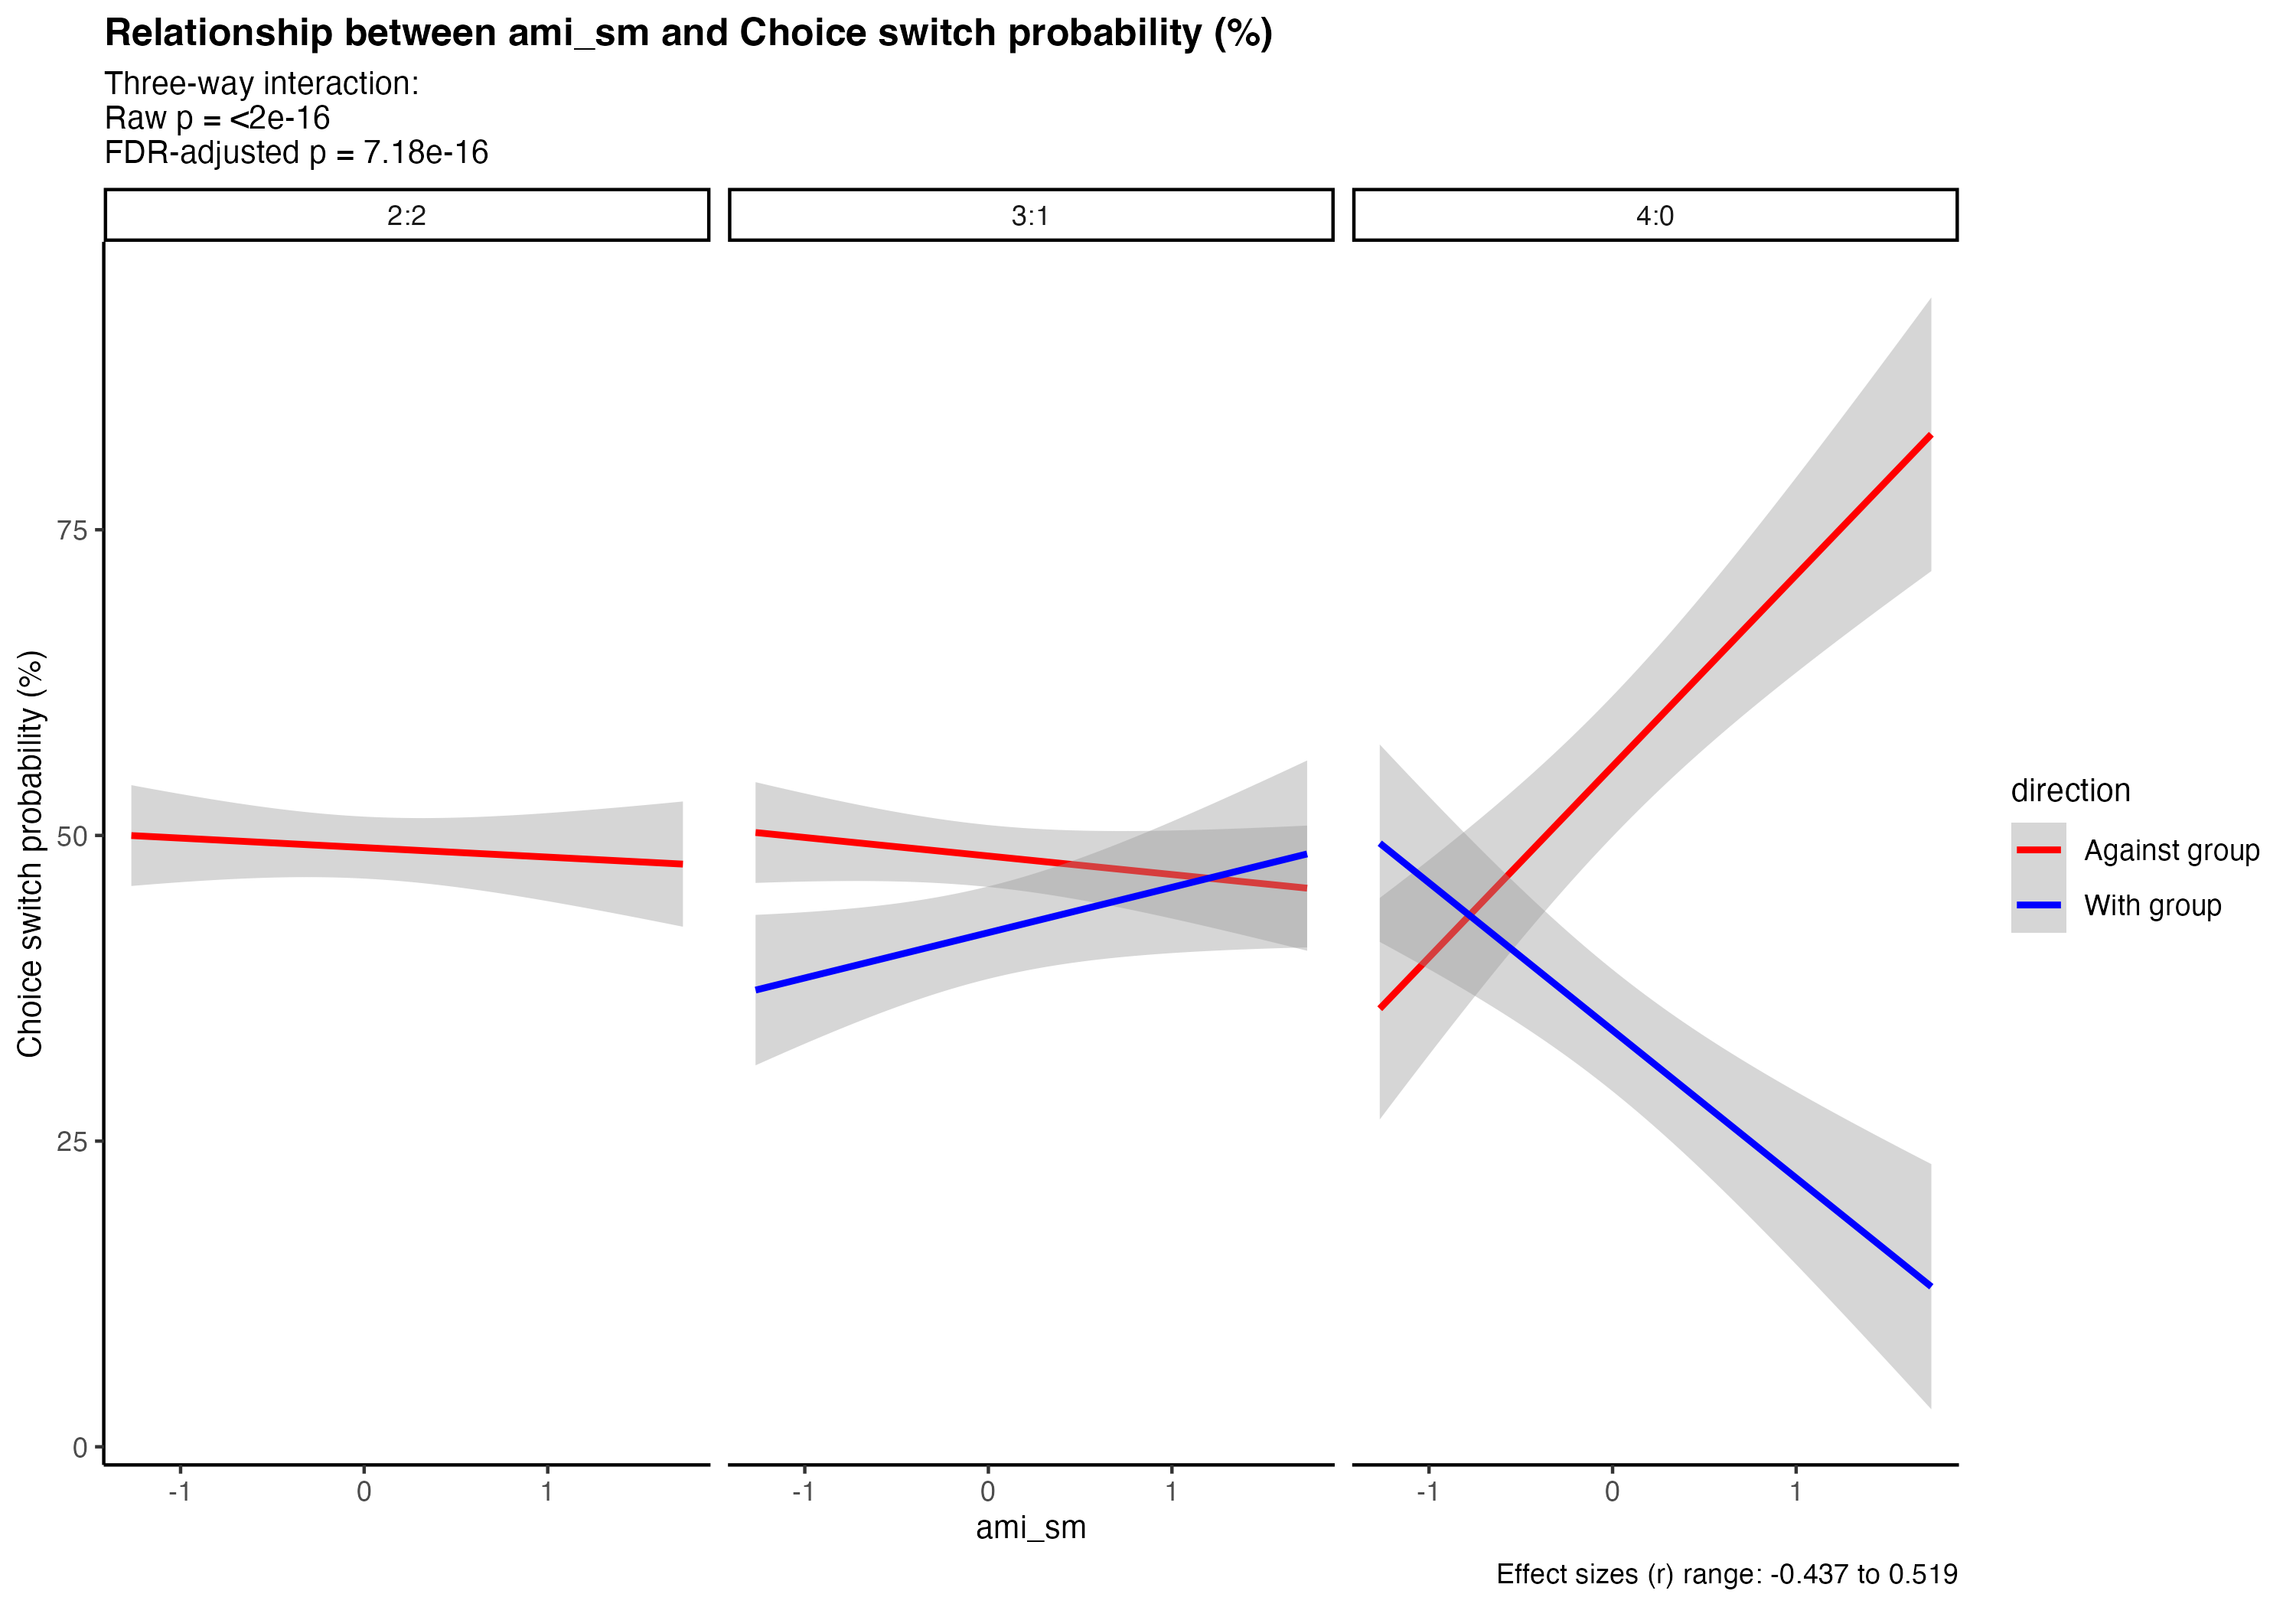 Relationship between ami_sm and Choice switch probability (%)
Three-way interaction:
Raw p = <2e-16
FDR-adjusted p = 7.18e-16
2:2
3:1
4:0
Choice switch probability (%)
75
50
25
0
-1
0
1
-1
0
1
-1
0
1
ami_sm
direction
Against group
With group
Effect sizes (r) range: -0.437 to 0.519